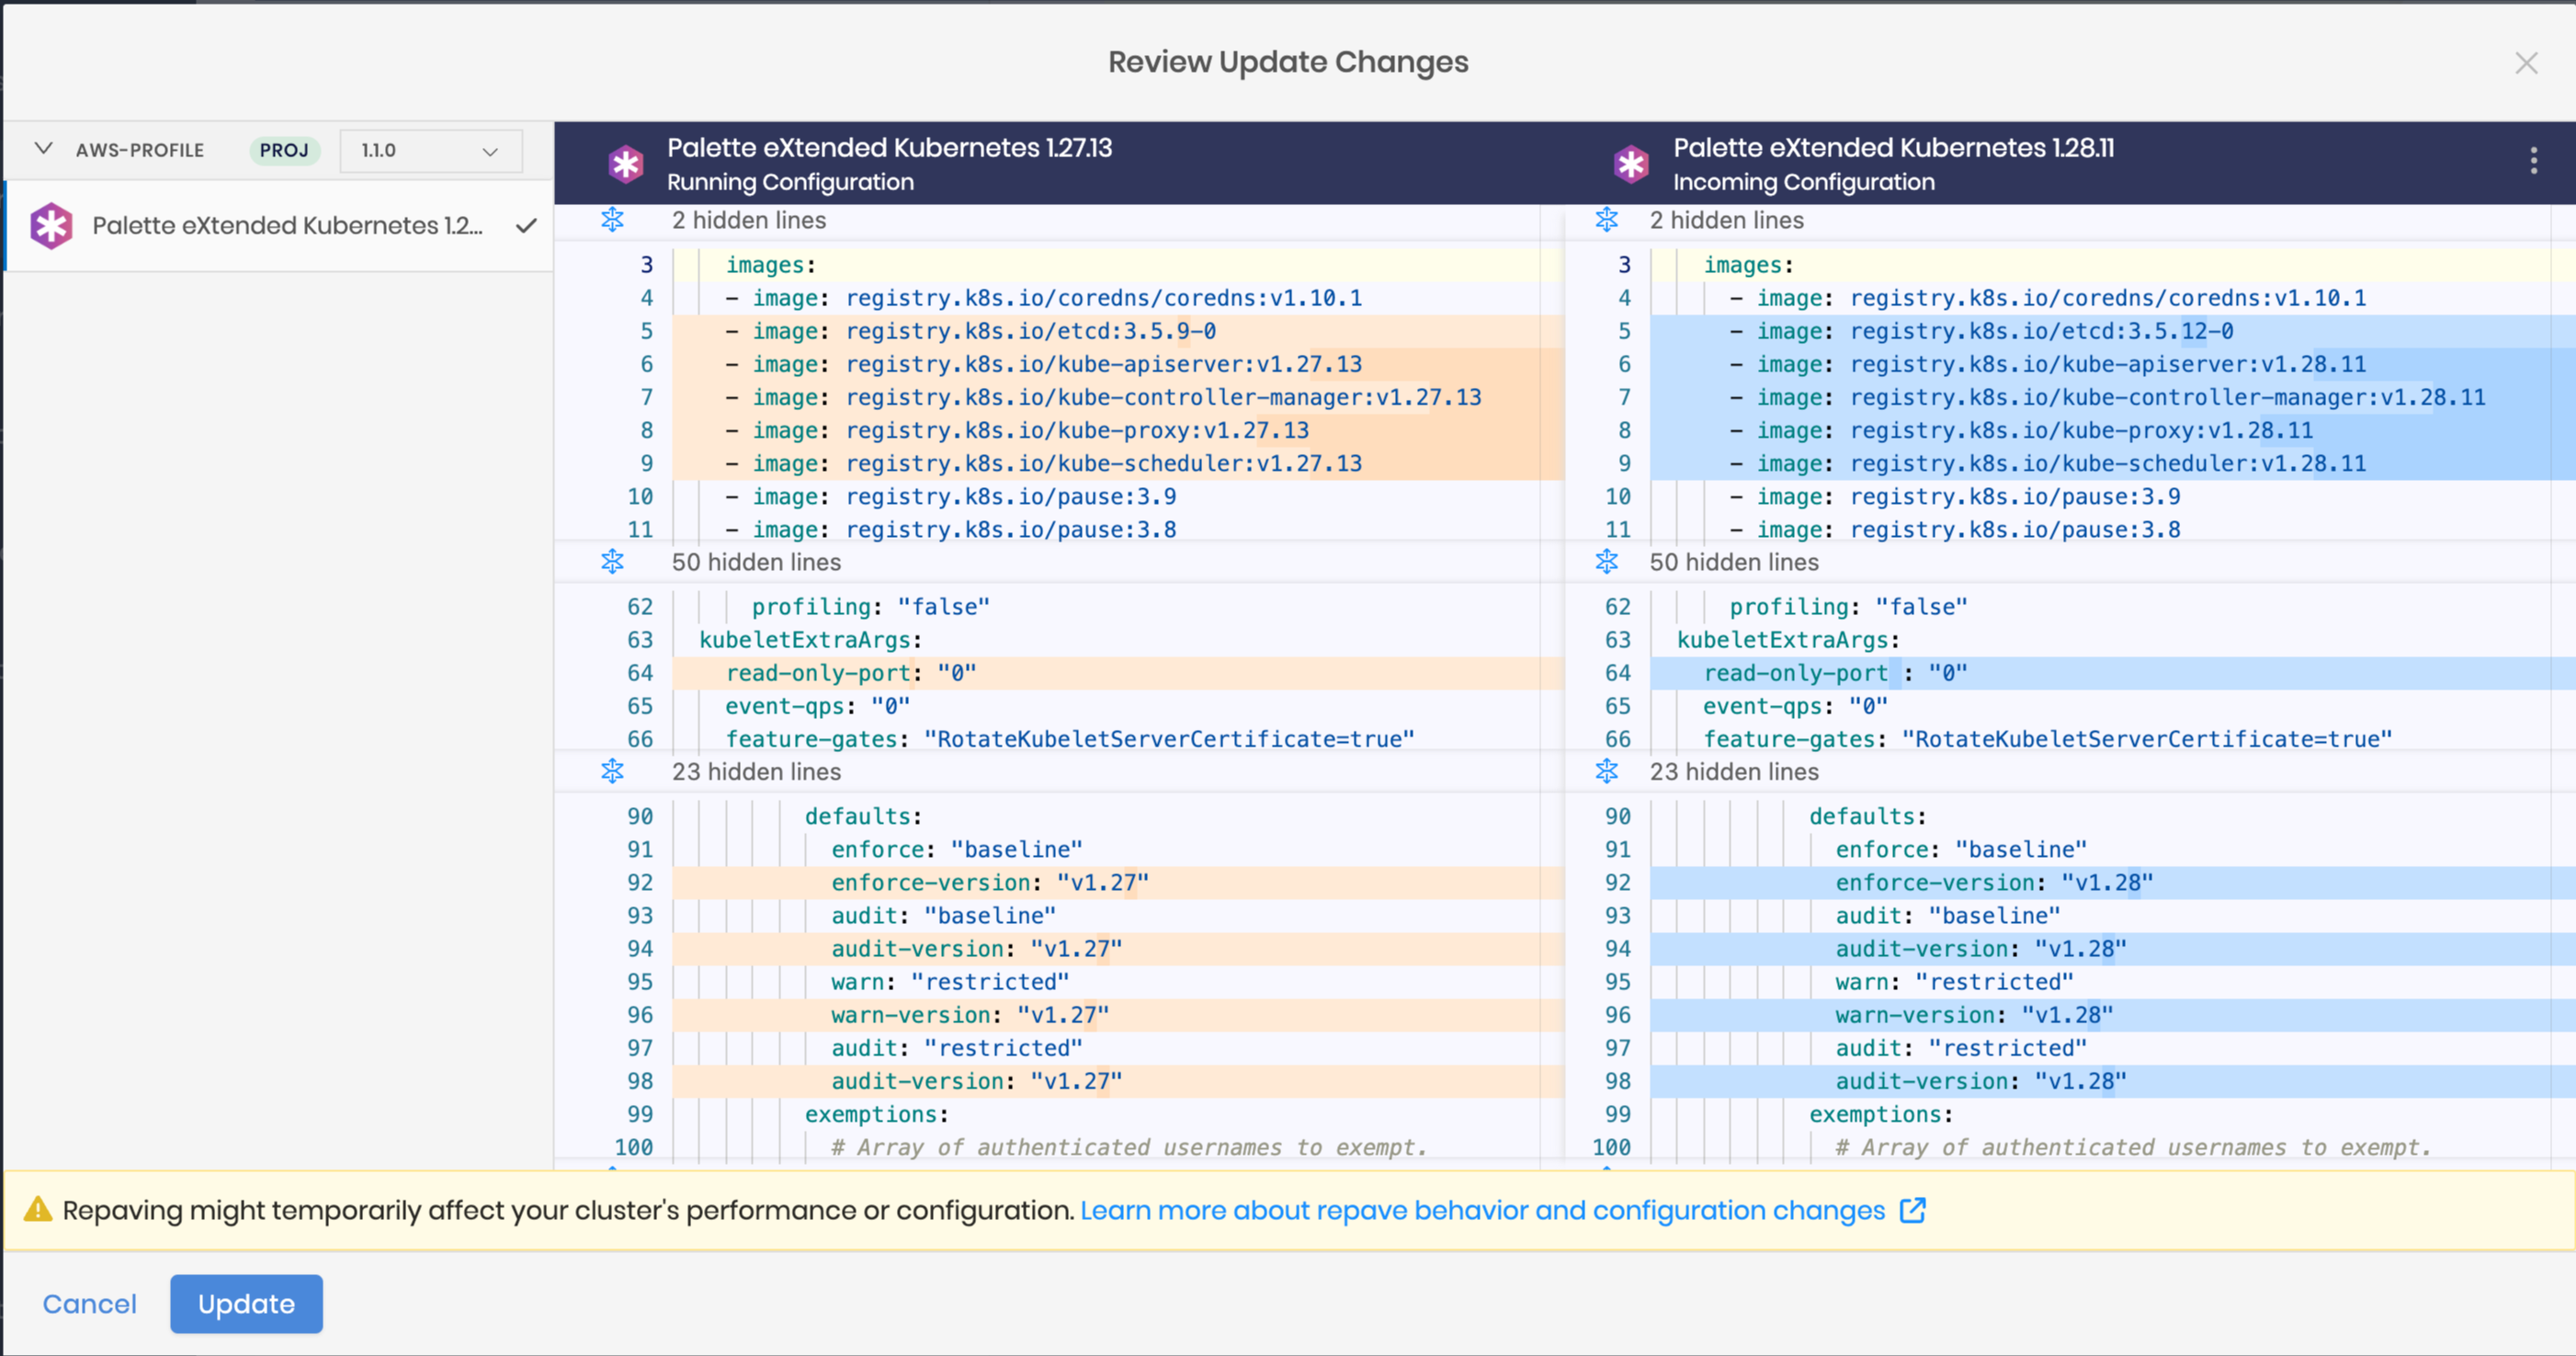 Review Update Changes
AWS-PROFILE PROJ 1.1.0
Palette eXtended Kubernetes 1.2...
Palette eXtended Kubernetes 1.27.13
Running Configuration
2 hidden lines
3 images:
4 - image: registry.k8s.io/coredns/coredns:v1.10.1
5 - image: registry.k8s.io/etcd:3.5.9-0
6 - image: registry.k8s.io/kube-apiserver:v1.27.13
7 - image: registry.k8s.io/kube-controller-manager:v1.27.13
8 - image: registry.k8s.io/kube-proxy:v1.27.13
9 - image: registry.k8s.io/kube-scheduler:v1.27.13
10 - image: registry.k8s.io/pause:3.9
11 - image: registry.k8s.io/pause:3.8
50 hidden lines
62 profiling: "false"
63 kubeletExtraArgs:
64 read-only-port: "0"
65 event-qps: "0"
66 feature-gates: "RotateKubeletServerCertificate=true"
23 hidden lines
90 defaults:
91 enforce: "baseline"
92 enforce-version: "v1.27"
93 audit: "baseline"
94 audit-version: "v1.27"
95 warn: "restricted"
96 warn-version: "v1.27"
97 audit: "restricted"
98 audit-version: "v1.27"
99 exemptions:
100 # Array of authenticated usernames to exempt.
Palette eXtended Kubernetes 1.28.11
Incoming Configuration
2 hidden lines
3 images:
4 - image: registry.k8s.io/coredns/coredns:v1.10.1
5 - image: registry.k8s.io/etcd:3.5.12-0
6 - image: registry.k8s.io/kube-apiserver:v1.28.11
7 - image: registry.k8s.io/kube-controller-manager:v1.28.11
8 - image: registry.k8s.io/kube-proxy:v1.28.11
9 - image: registry.k8s.io/kube-scheduler:v1.28.11
10 - image: registry.k8s.io/pause:3.9
11 - image: registry.k8s.io/pause:3.8
50 hidden lines
62 profiling: "false"
63 kubeletExtraArgs:
64 read-only-port : "0"
65 event-qps: "0"
66 feature-gates: "RotateKubeletServerCertificate=true"
23 hidden lines
90 defaults:
91 enforce: "baseline"
92 enforce-version: "v1.28"
93 audit: "baseline"
94 audit-version: "v1.28"
95 warn: "restricted"
96 warn-version: "v1.28"
97 audit: "restricted"
98 audit-version: "v1.28"
99 exemptions:
100 # Array of authenticated usernames to exempt.
Repaving might temporarily affect your cluster's performance or configuration. Learn more about repave behavior and configuration changes
Cancel Update